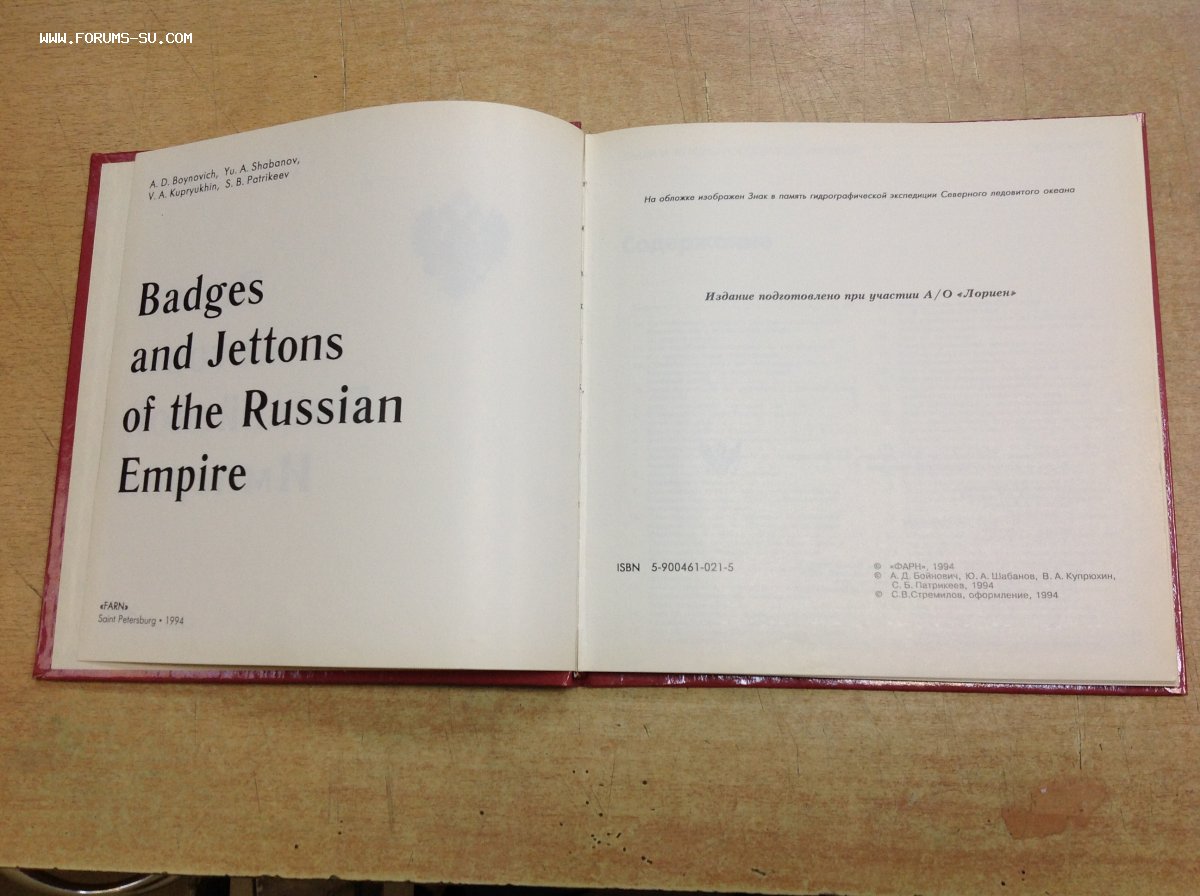 WWW.FORUMS-SU.COM
A. D. Boynovich, Yu. A. Shabanov,
V. A. Kupryukhin, S. B. Patrikeev
Badges
and Jettons
of the Russian
Empire
«FARN»
Saint Petersburg • 1994
На обложке изображен Знак в память гидрографической экспедиции Северного ледовитого океана
Издание подготовлено при участии А/О «Лориен»
ISBN 5-900461-021-5
© «ФАРН», 1994
© А. Д. Бойнович, Ю. А. Шабанов, В. А. Купрюхин,
С. Б. Патрикеев, 1994
© С.В.Стремилов, оформление, 1994